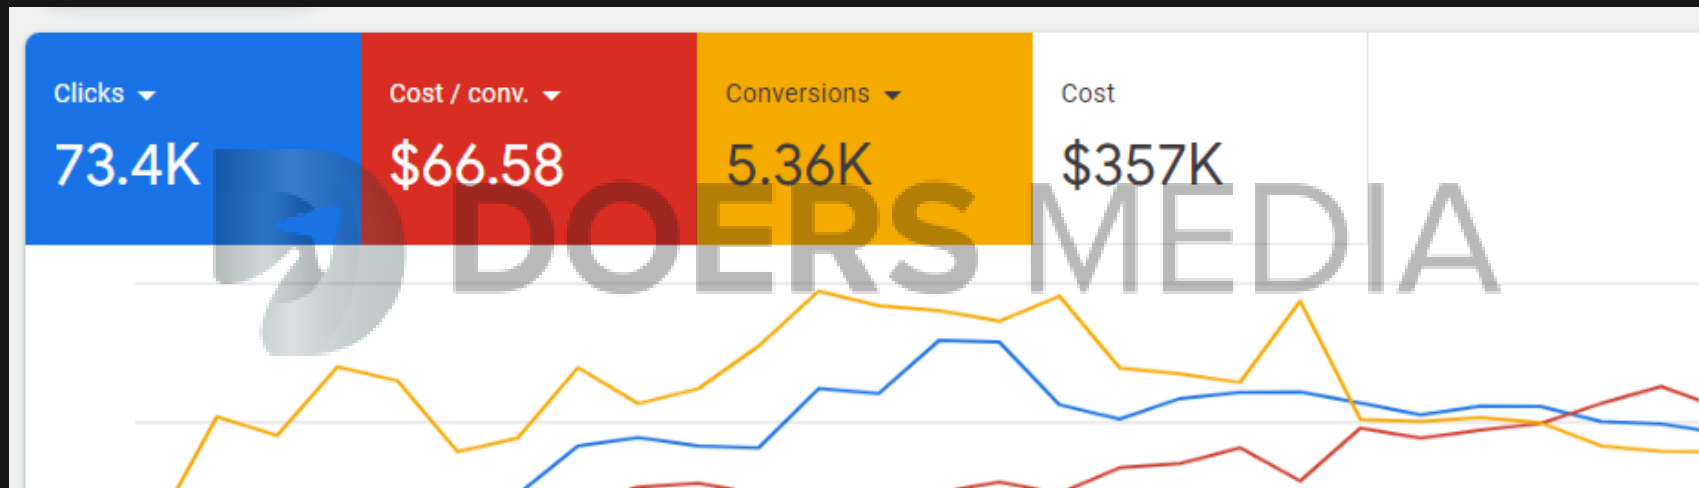 Clicks Cost / conv. Conversions Cost
73.4K $66.58 5.36K $357K
DOERS MEDIA